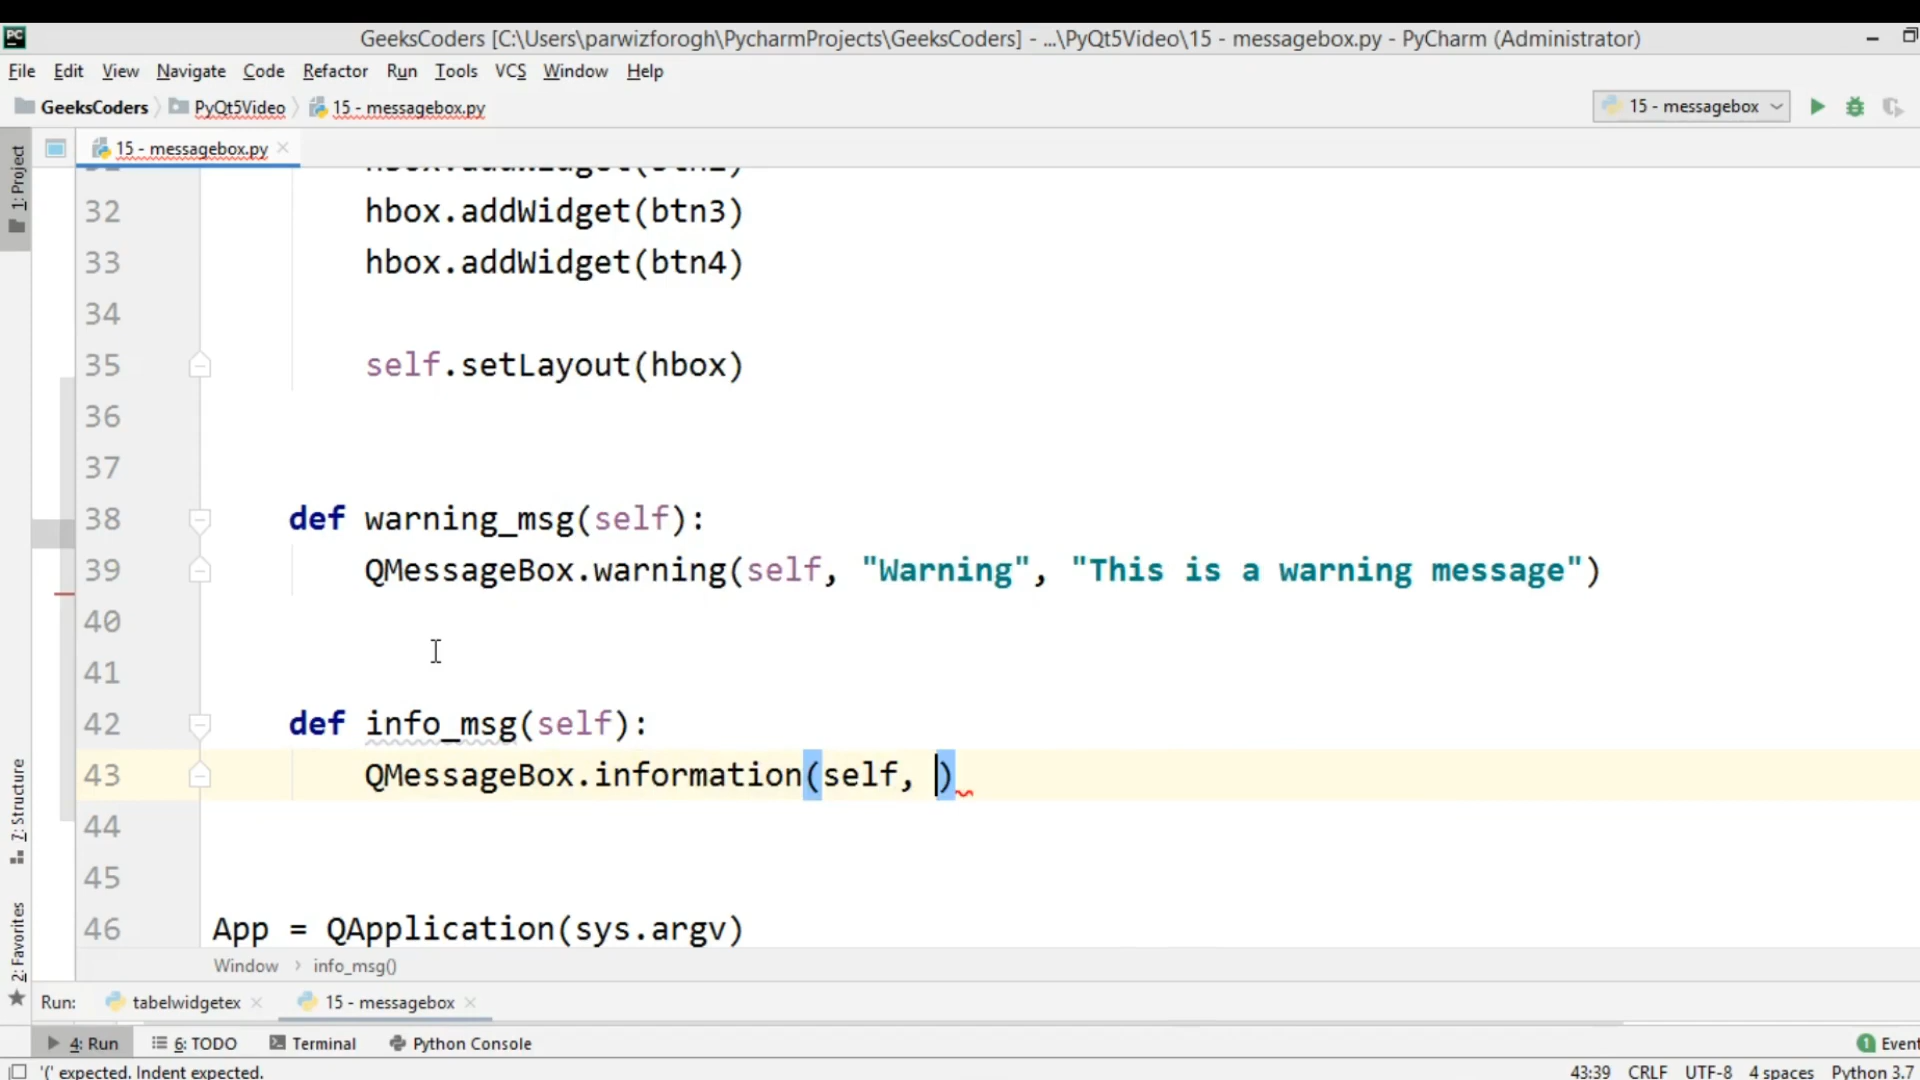 PC
GeeksCoders [C:\Users\parwizforogh\PycharmProjects\GeeksCoders] - ...\PyQt5Video\15 - messagebox.py - PyCharm (Administrator)
File Edit View Navigate Code Refactor Run Tools VCS Window Help
GeeksCoders PyQt5Video 15 - messagebox.py
15 - messagebox
15 - messagebox.py
1: Project
32 hbox.addWidget(btn3)
33 hbox.addWidget(btn4)
34
35 self.setLayout(hbox)
36
37
38 def warning_msg(self):
39 QMessageBox.warning(self, "Warning", "This is a warning message")
40
41
42 def info_msg(self):
43 QMessageBox.information(self, )
44
45
46 App = QApplication(sys.argv)
7: Structure
2: Favorites
Window › info_msg()
Run: tabelwidgetex 15 - messagebox
4: Run 6: TODO Terminal Python Console
1 Event
'(' expected. Indent expected.
43:39 CRLF UTF-8 4 spaces Python 3.7